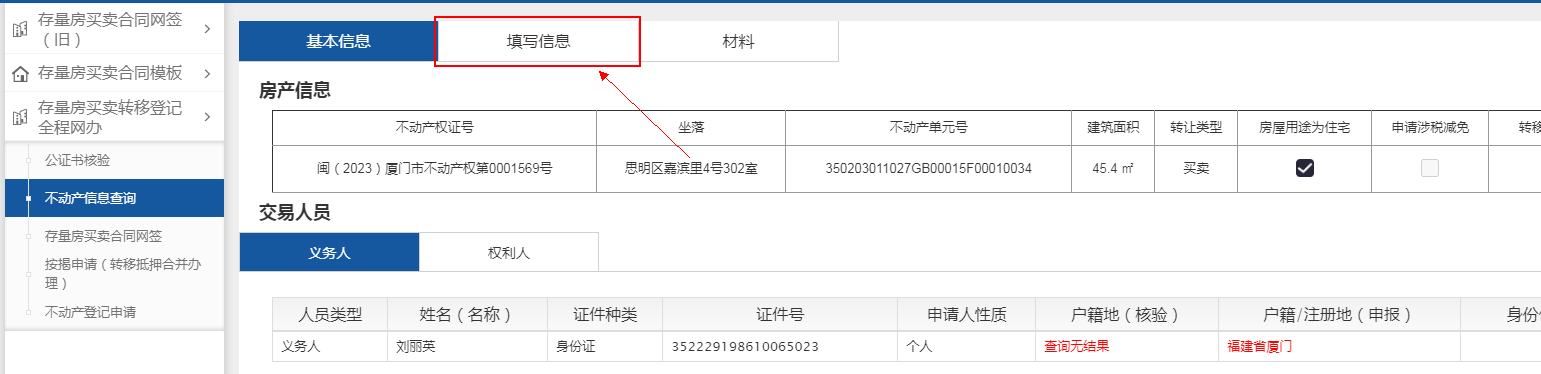 存量房买卖合同网签
（旧）
存量房买卖合同模板
存量房买卖转移登记
全程网办
公证书核验
不动产信息查询
存量房买卖合同网签
按揭申请（转移抵押合并办
理）
不动产登记申请
基本信息 填写信息 材料
房产信息
不动产权证号 坐落 不动产单元号 建筑面积 转让类型 房屋用途为住宅 申请涉税减免 转移
闽（2023）厦门市不动产权第0001569号 思明区嘉滨里4号302室 350203011027GB00015F00010034 45.4 ㎡ 买卖
交易人员
义务人 权利人
人员类型 姓名（名称） 证件种类 证件号 申请人性质 户籍地（核验） 户籍/注册地（申报） 身份
义务人 刘丽英 身份证 352229198610065023 个人 查询无结果 福建省厦门